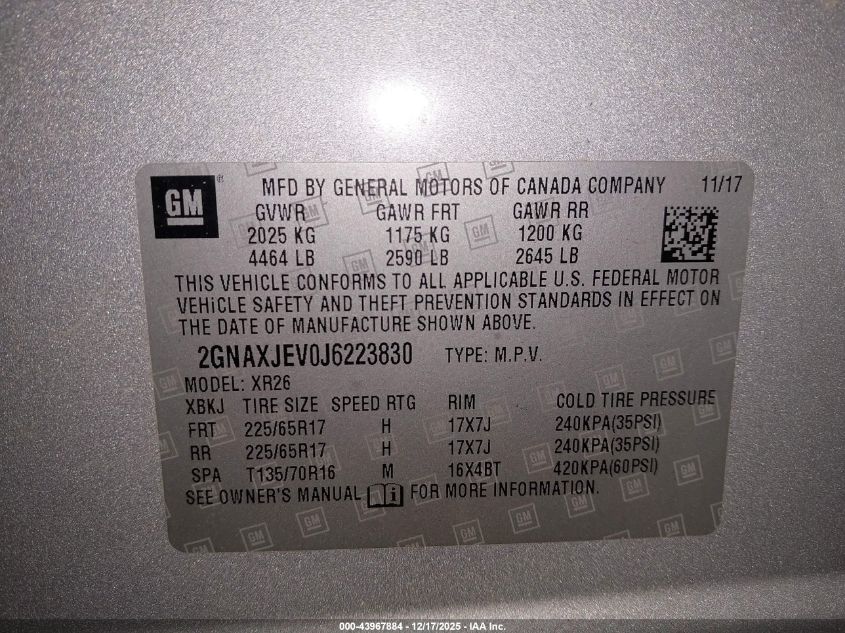 GM ® MFD BY GENERAL MOTORS OF CANADA COMPANY 11/17
GVWR GAWR FRT GAWR RR
2025 KG 1175 KG 1200 KG
4464 LB 2590 LB 2645 LB
THIS VEHICLE CONFORMS TO ALL APPLICABLE U.S. FEDERAL MOTOR
VEHICLE SAFETY AND THEFT PREVENTION STANDARDS IN EFFECT ON
THE DATE OF MANUFACTURE SHOWN ABOVE.
2GNAXJEV0J6223830 TYPE: M.P.V.
MODEL: XR26
XBKJ TIRE SIZE SPEED RTG RIM COLD TIRE PRESSURE
FRT 225/65R17 H 17X7J 240KPA(35PSI)
RR 225/65R17 H 17X7J 240KPA(35PSI)
SPA T135/70R16 M 16X4BT 420KPA(60PSI)
SEE OWNER'S MANUAL FOR MORE INFORMATION.
000-43967884 | 12/17/2025 - IAA Inc.